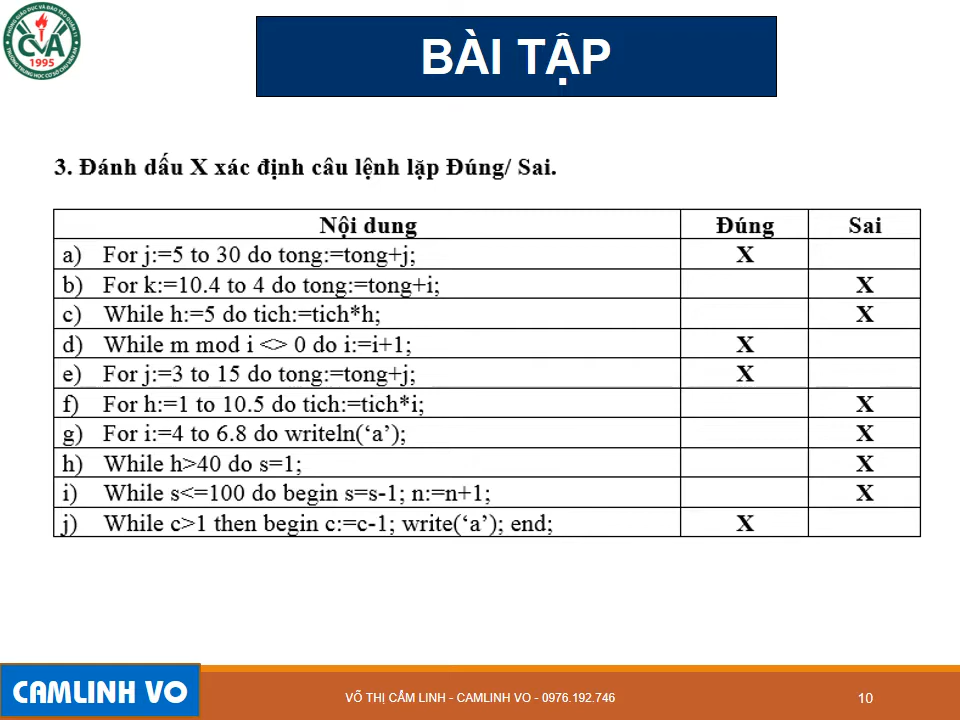 CVA
1995
BÀI TẬP
3. Đánh dấu X xác định câu lệnh lặp Đúng/ Sai.
Nội dung Đúng Sai
a) For j:=5 to 30 do tong:=tong+j; X
b) For k:=10.4 to 4 do tong:=tong+i; X
c) While h:=5 do tich:=tich*h; X
d) While m mod i <> 0 do i:=i+1; X
e) For j:=3 to 15 do tong:=tong+j; X
f) For h:=1 to 10.5 do tich:=tich*i; X
g) For i:=4 to 6.8 do writeln(‘a’); X
h) While h>40 do s=1; X
i) While s<=100 do begin s=s-1; n:=n+1; X
j) While c>1 then begin c:=c-1; write(‘a’); end; X
CAMLINH VO
VÕ THỊ CẨM LINH - CAMLINH VO - 0976.192.746
10